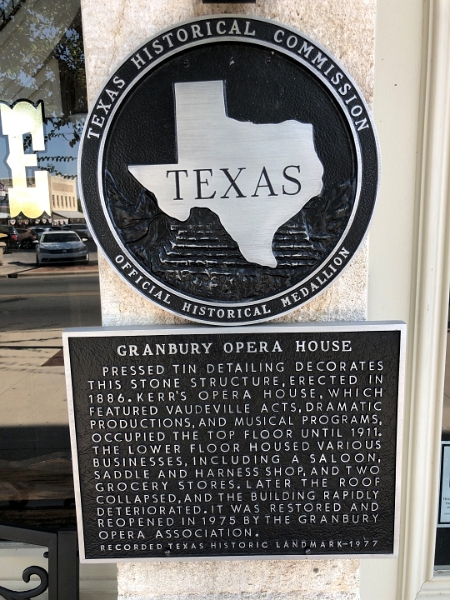 TEXAS HISTORICAL COMMISSION
TEXAS
OFFICIAL HISTORICAL MEDALLION
E
GRANBURY OPERA HOUSE
PRESSED TIN DETAILING DECORATES
THIS STONE STRUCTURE, ERECTED IN
1886. KERR'S OPERA HOUSE, WHICH
FEATURED VAUDEVILLE ACTS, DRAMATIC
PRODUCTIONS, AND MUSICAL PROGRAMS,
OCCUPIED THE TOP FLOOR UNTIL 1911.
THE LOWER FLOOR HOUSED VARIOUS
BUSINESSES, INCLUDING A SALOON,
SADDLE AND HARNESS SHOP, AND TWO
GROCERY STORES. LATER THE ROOF
COLLAPSED, AND THE BUILDING RAPIDLY
DETERIORATED. IT WAS RESTORED AND
REOPENED IN 1975 BY THE GRANBURY
OPERA ASSOCIATION.
RECORDED TEXAS HISTORIC LANDMARK-1977